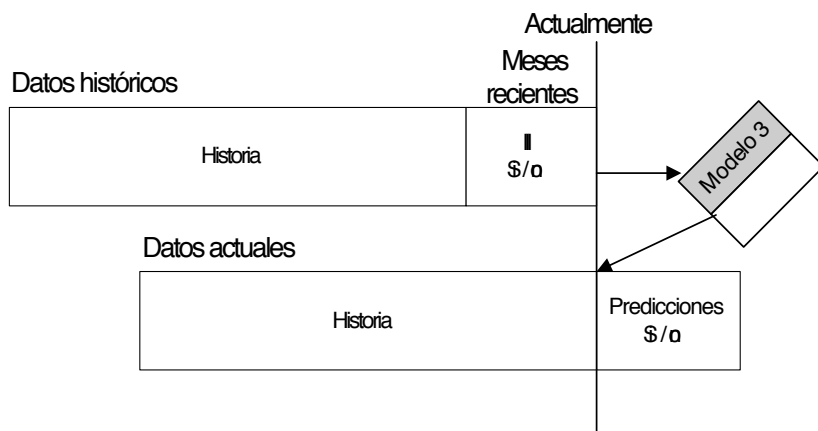 Actualmente
Meses
recientes
Datos históricos
Historia
Modelo 3
Datos actuales
Historia
Predicciones